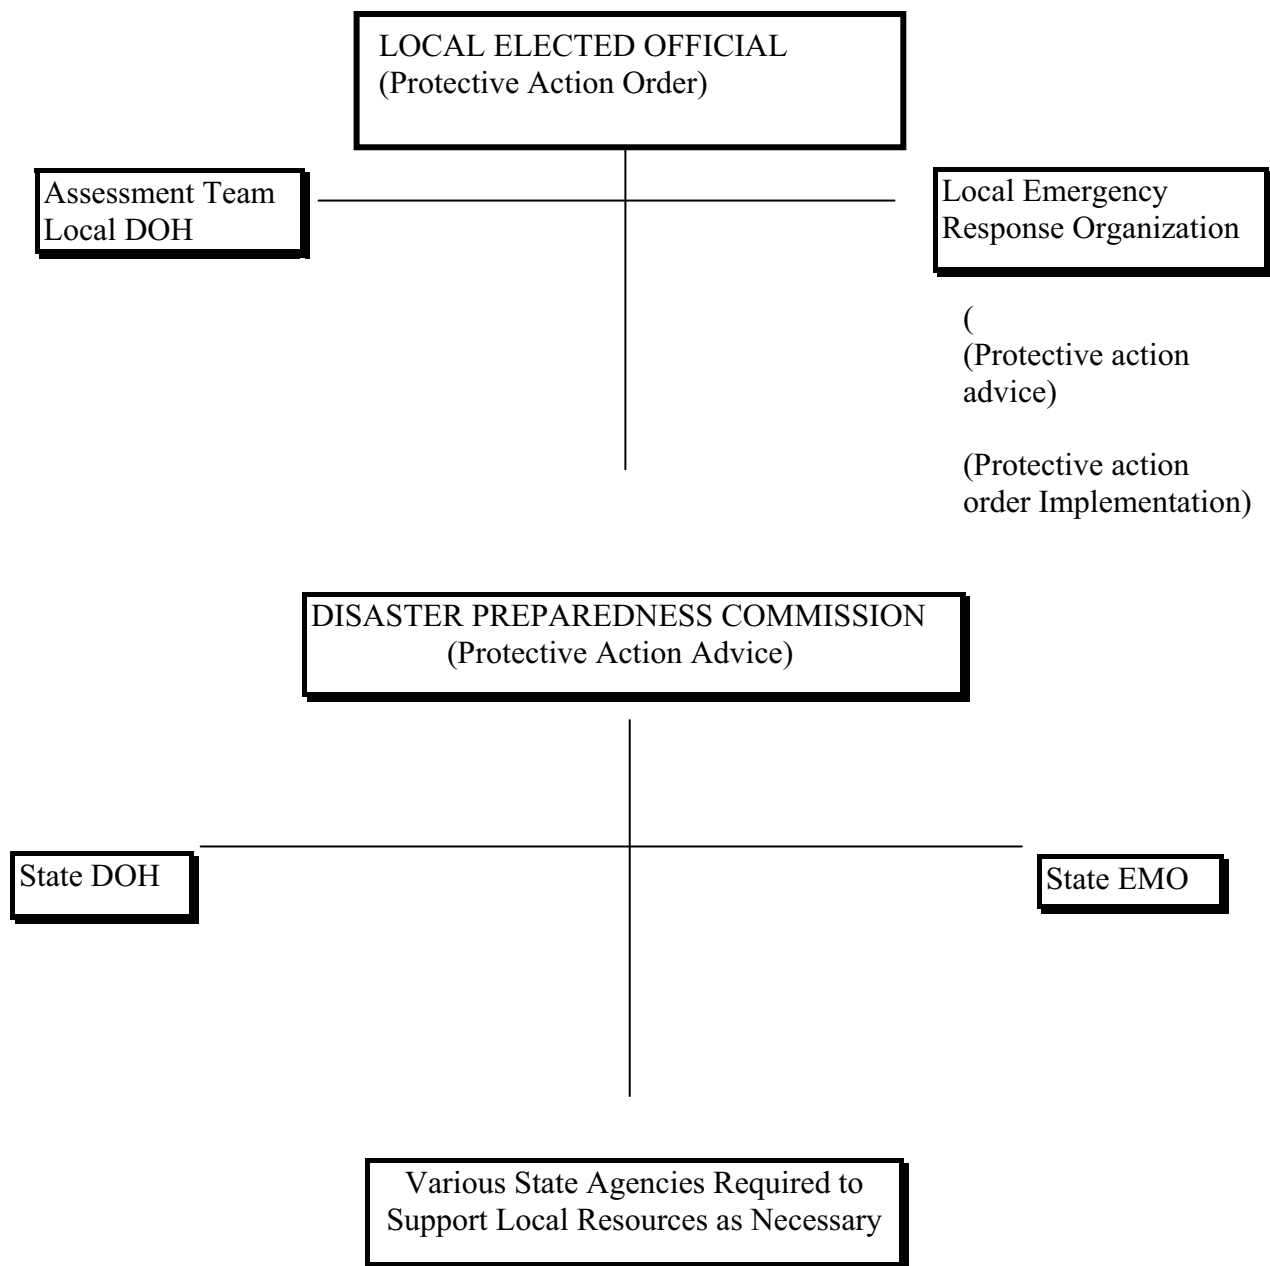 LOCAL ELECTED OFFICIAL
(Protective Action Order)
Assessment Team
Local DOH
Local Emergency
Response Organization
(
(Protective action
advice)
(Protective action
order Implementation)
DISASTER PREPAREDNESS COMMISSION
(Protective Action Advice)
State DOH
State EMO
Various State Agencies Required to
Support Local Resources as Necessary